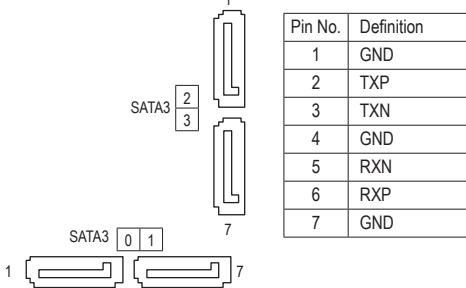 1
SATA3 2
3
7
SATA3 0 1
1 7
Pin No. Definition
1 GND
2 TXP
3 TXN
4 GND
5 RXN
6 RXP
7 GND